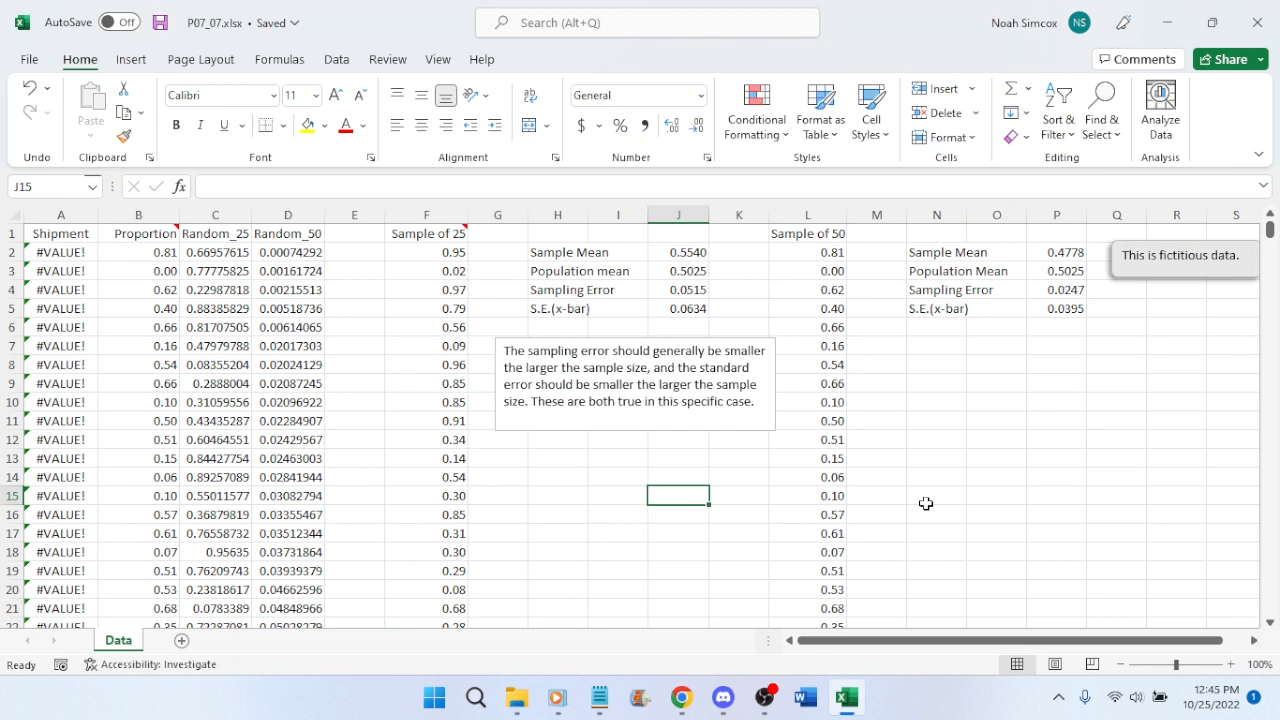 AutoSave Off P07_07.xlsx • Saved Search (Alt+Q) Noah Simcox NS
File Home Insert Page Layout Formulas Data Review View Help Comments Share
Calibri 11 General Insert Σ
Paste $ % Conditional Formatting Format as Table Cell Styles Delete Format Sort & Filter Find & Select Analyze Data
B I U A
Undo Clipboard Font Alignment Number Styles Cells Editing Analysis
J15 fx
A B C D E F G H I J K L M N O P Q R S
1 Shipment Proportion Random_25 Random_50 Sample of 25 Sample of 50
2 #VALUE! 0.81 0.66957615 0.00074292 0.95 Sample Mean 0.5540 0.81 Sample Mean 0.4778 This is fictitious data.
3 #VALUE! 0.00 0.77775825 0.00161724 0.02 Population mean 0.5025 0.00 Population Mean 0.5025
4 #VALUE! 0.62 0.22987818 0.00215513 0.97 Sampling Error 0.0515 0.62 Sampling Error 0.0247
5 #VALUE! 0.40 0.88385829 0.00518736 0.79 S.E.(x-bar) 0.0634 0.40 S.E.(x-bar) 0.0395
6 #VALUE! 0.66 0.81707505 0.00614065 0.56 0.66
7 #VALUE! 0.16 0.47979788 0.02017303 0.09 0.16
8 #VALUE! 0.54 0.08355204 0.02024129 0.96 0.54
9 #VALUE! 0.66 0.2888004 0.02087245 0.85 0.66
10 #VALUE! 0.10 0.31059556 0.02096922 0.85 0.10
The sampling error should generally be smaller
the larger the sample size, and the standard
error should be smaller the larger the sample
size. These are both true in this specific case.
11 #VALUE! 0.50 0.43435287 0.02284907 0.91 0.50
12 #VALUE! 0.51 0.60464551 0.02429567 0.34 0.51
13 #VALUE! 0.15 0.84427754 0.02463003 0.14 0.15
14 #VALUE! 0.06 0.89257089 0.02841944 0.54 0.06
15 #VALUE! 0.10 0.55011577 0.03082794 0.30 0.10
16 #VALUE! 0.57 0.36879819 0.03355467 0.85 0.57
17 #VALUE! 0.61 0.76558732 0.03512344 0.31 0.61
18 #VALUE! 0.07 0.95635 0.03731864 0.30 0.07
19 #VALUE! 0.51 0.76209743 0.03939379 0.29 0.51
20 #VALUE! 0.53 0.23818617 0.04662596 0.08 0.53
21 #VALUE! 0.68 0.0783389 0.04848966 0.68 0.68
#VALUE! 0.35 0.72287081 0.05028279 0.28 0.35
Data
Ready Accessibility: Investigate 100%
12:45 PM
10/25/2022 1